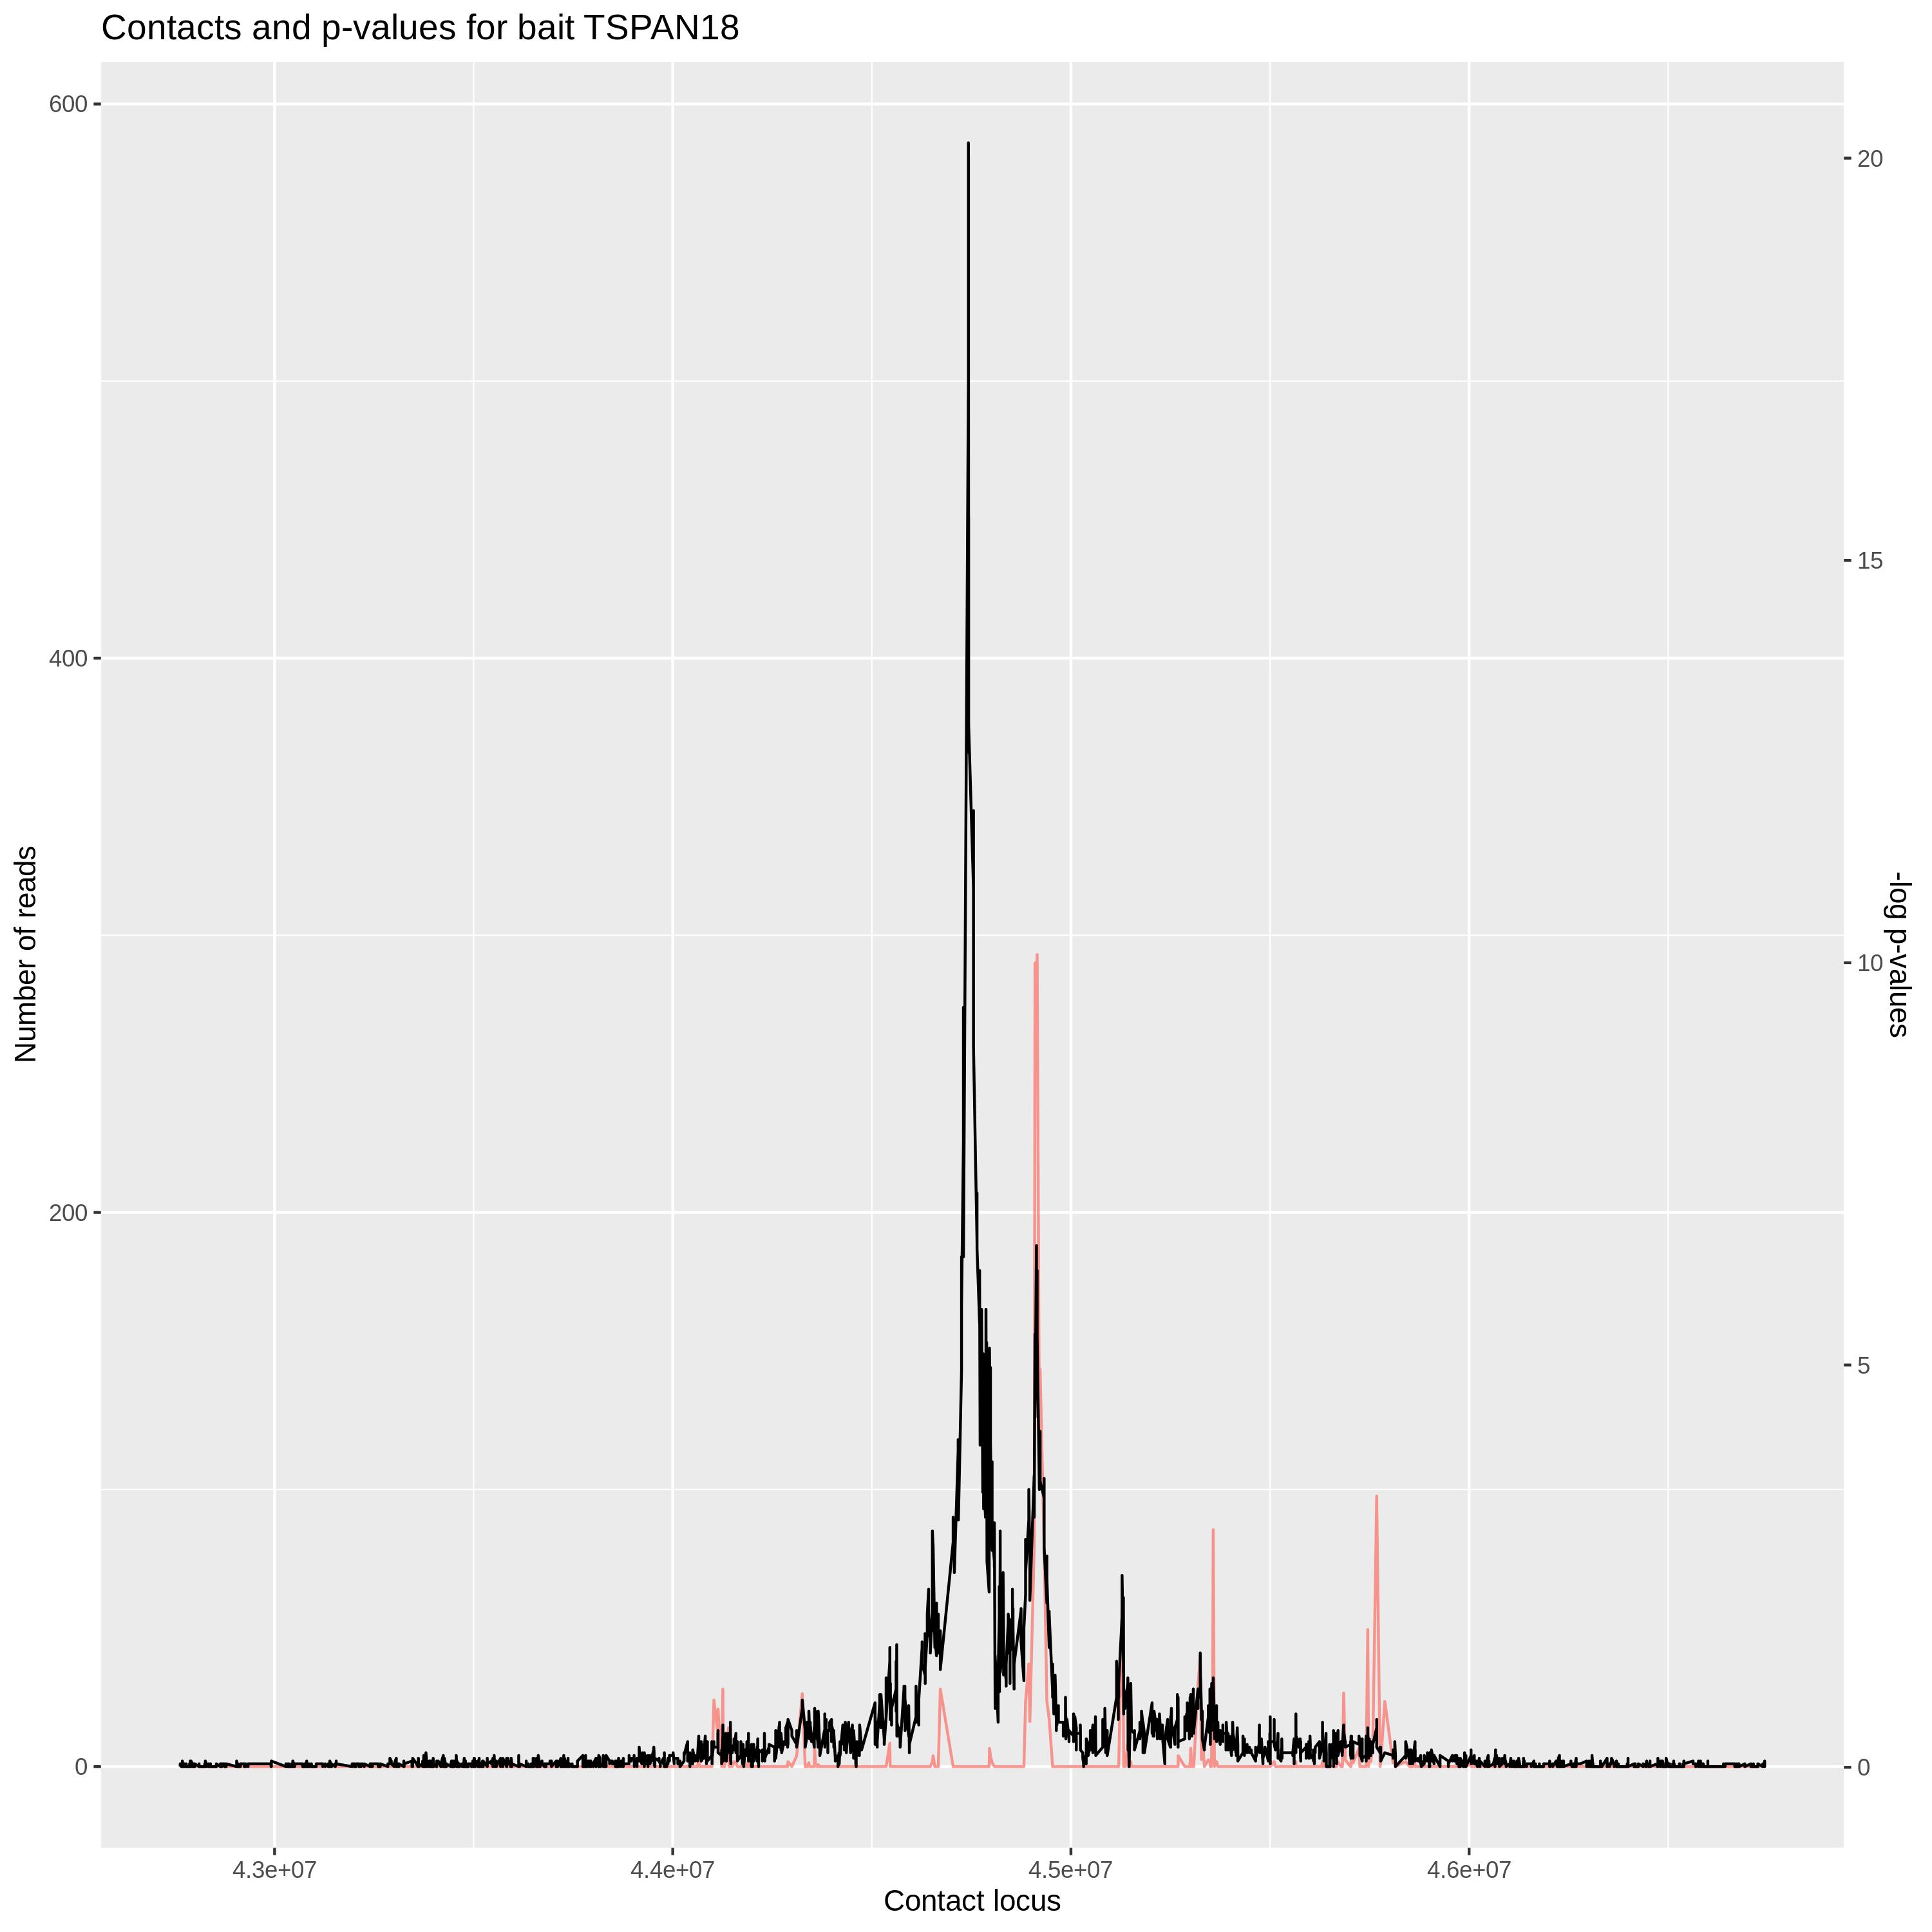 Contacts and p-values for bait TSPAN18
600
400
200
0
Number of reads
20
15
10
5
0
-log p-values
4.3e+07
4.4e+07
4.5e+07
4.6e+07
Contact locus